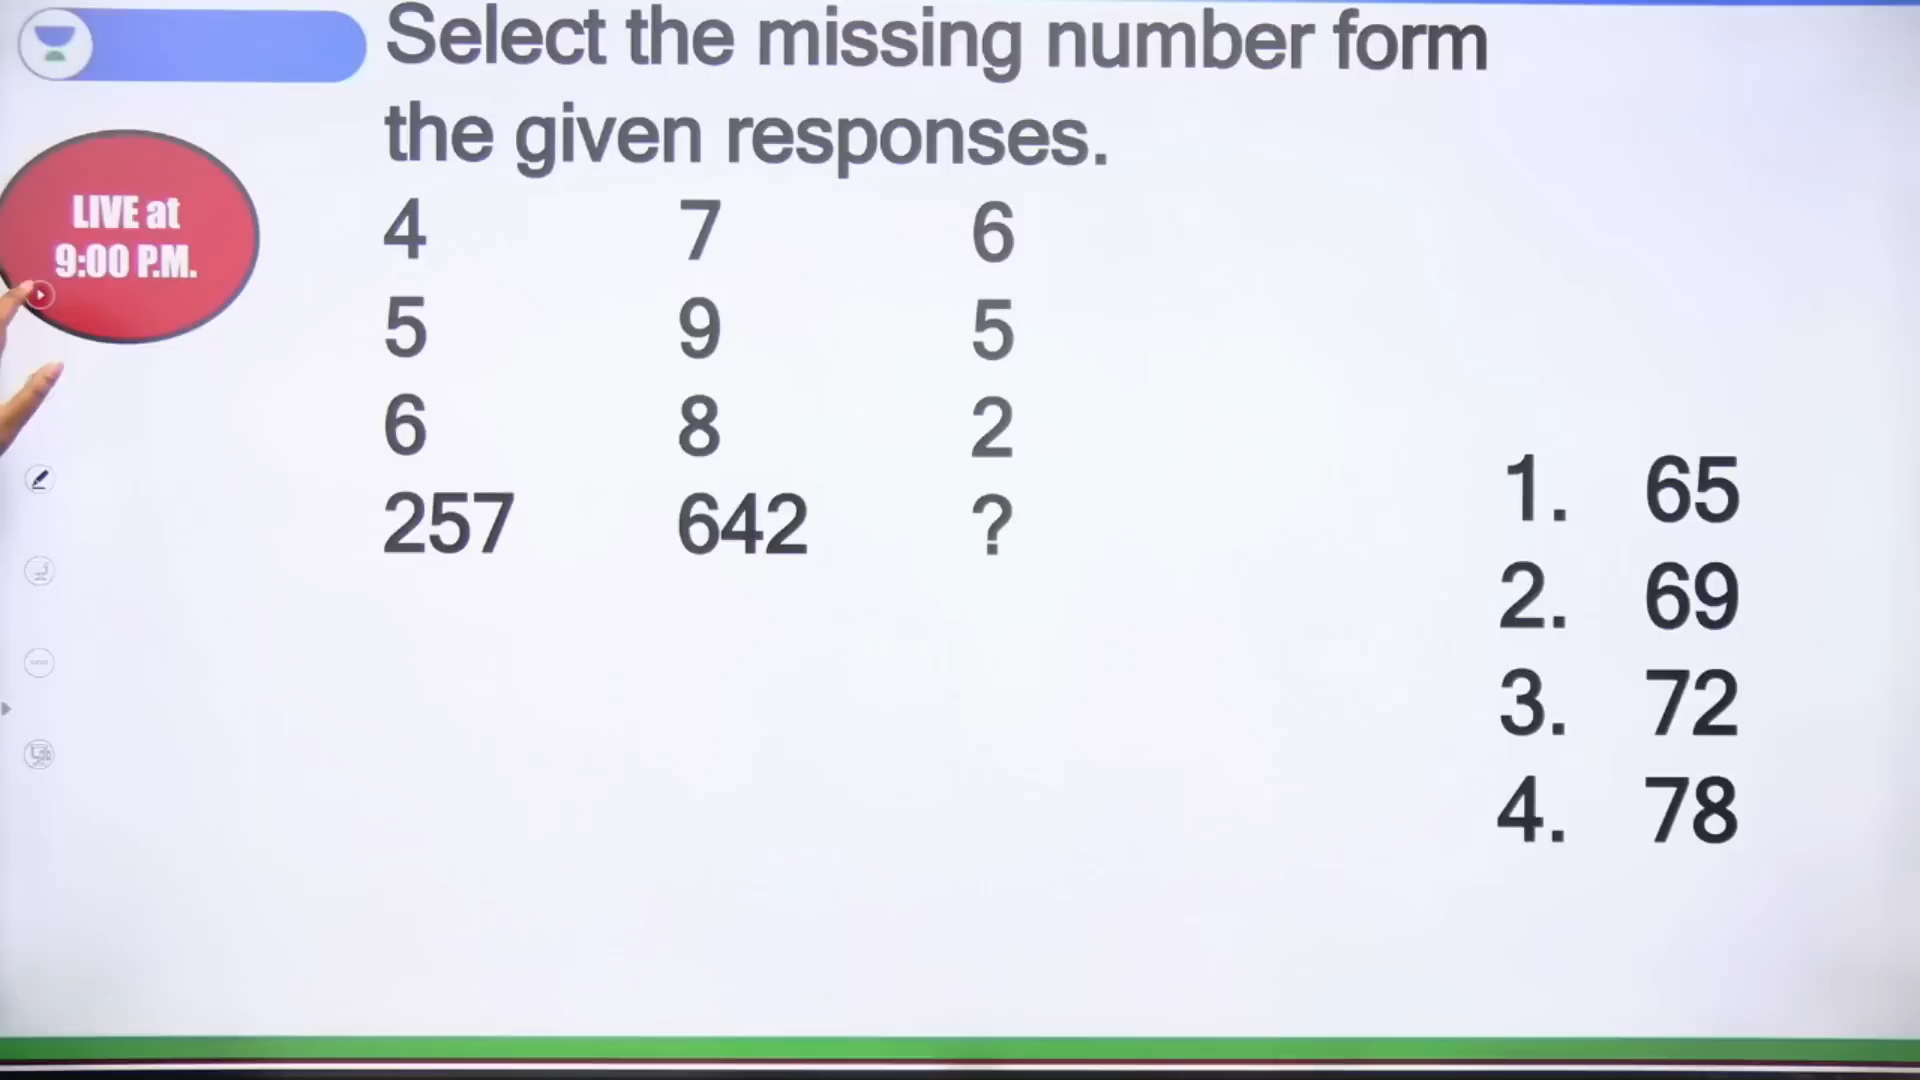 Select the missing number form
the given responses.
LIVE at
9:00 P.M.
4 7 6
5 9 5
6 8 2
257 642 ?
1. 65
2. 69
3. 72
4. 78